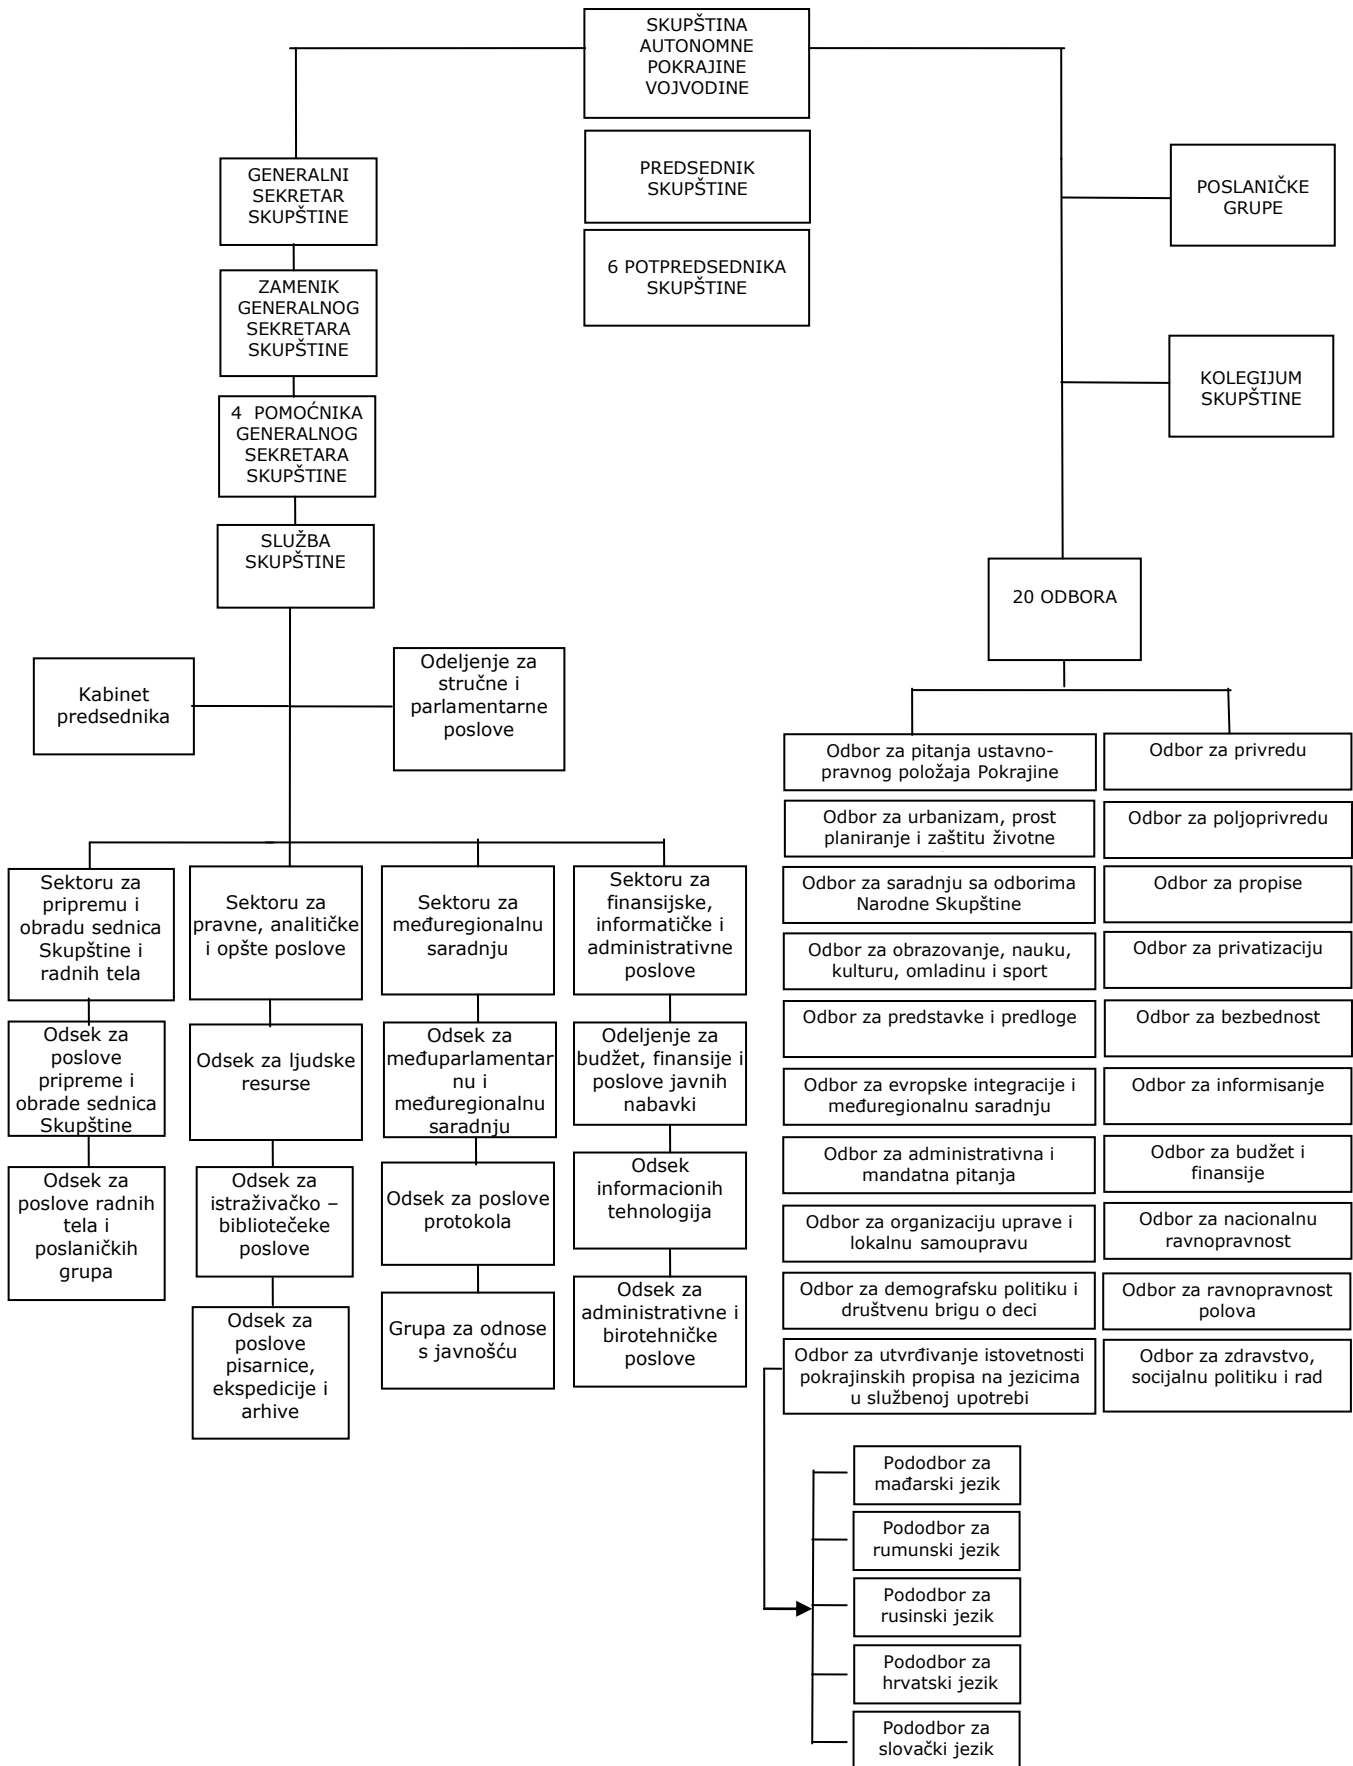 SKUPŠTINA
AUTONOMNE
POKRAJINE
VOJVODINE
PREDSEDNIK
SKUPŠTINE
6 POTPREDSEDNIKA
SKUPŠTINE
GENERALNI
SEKRETAR
SKUPŠTINE
ZAMENIK
GENERALNOG
SEKRETARA
SKUPŠTINE
4 POMOĆNIKA
GENERALNOG
SEKRETARA
SKUPŠTINE
SLUŽBA
SKUPŠTINE
POSLANIČKE
GRUPE
KOLEGIJUM
SKUPŠTINE
20 ODBORA
Kabinet
predsednika
Odeljenje za
stručne i
parlamentarne
poslove
Sektoru za
pripremu i
obradu sednica
Skupštine i
radnih tela
Odsek za
poslove
pripreme i
obrade sednica
Skupštine
Odsek za
poslove radnih
tela i
poslaničkih
grupa
Sektoru za
pravne, analitičke
i opšte poslove
Odsek za ljudske
resurse
Odsek za
istraživačko –
bibliotečeke
poslove
Odsek za
poslove
pisarnice,
ekspedicije i
arhive
Sektoru za
međuregionalnu
saradnju
Odsek za
međuparlamentar
nu i
međuregionalnu
saradnju
Odsek za poslove
protokola
Grupa za odnose
s javnošću
Sektoru za
finansijske,
informatičke i
administrativne
poslove
Odeljenje za
budžet, finansije i
poslove javnih
nabavki
Odsek
informacionih
tehnologija
Odsek za
administrativne i
birotehničke
poslove
Odbor za pitanja ustavno-
pravnog položaja Pokrajine
Odbor za urbanizam, prost
planiranje i zaštitu životne
Odbor za saradnju sa odborima
Narodne Skupštine
Odbor za obrazovanje, nauku,
kulturu, omladinu i sport
Odbor za predstavke i predloge
Odbor za evropske integracije i
međuregionalnu saradnju
Odbor za administrativna i
mandatna pitanja
Odbor za organizaciju uprave i
lokalnu samoupravu
Odbor za demografsku politiku i
društvenu brigu o deci
Odbor za utvrđivanje istovetnosti
pokrajinskih propisa na jezicima
u službenoj upotrebi
Odbor za privredu
Odbor za poljoprivredu
Odbor za propise
Odbor za privatizaciju
Odbor za bezbednost
Odbor za informisanje
Odbor za budžet i
finansije
Odbor za nacionalnu
ravnopravnost
Odbor za ravnopravnost
polova
Odbor za zdravstvo,
socijalnu politiku i rad
Pododbor za
mađarski jezik
Pododbor za
rumunski jezik
Pododbor za
rusinski jezik
Pododbor za
hrvatski jezik
Pododbor za
slovački jezik